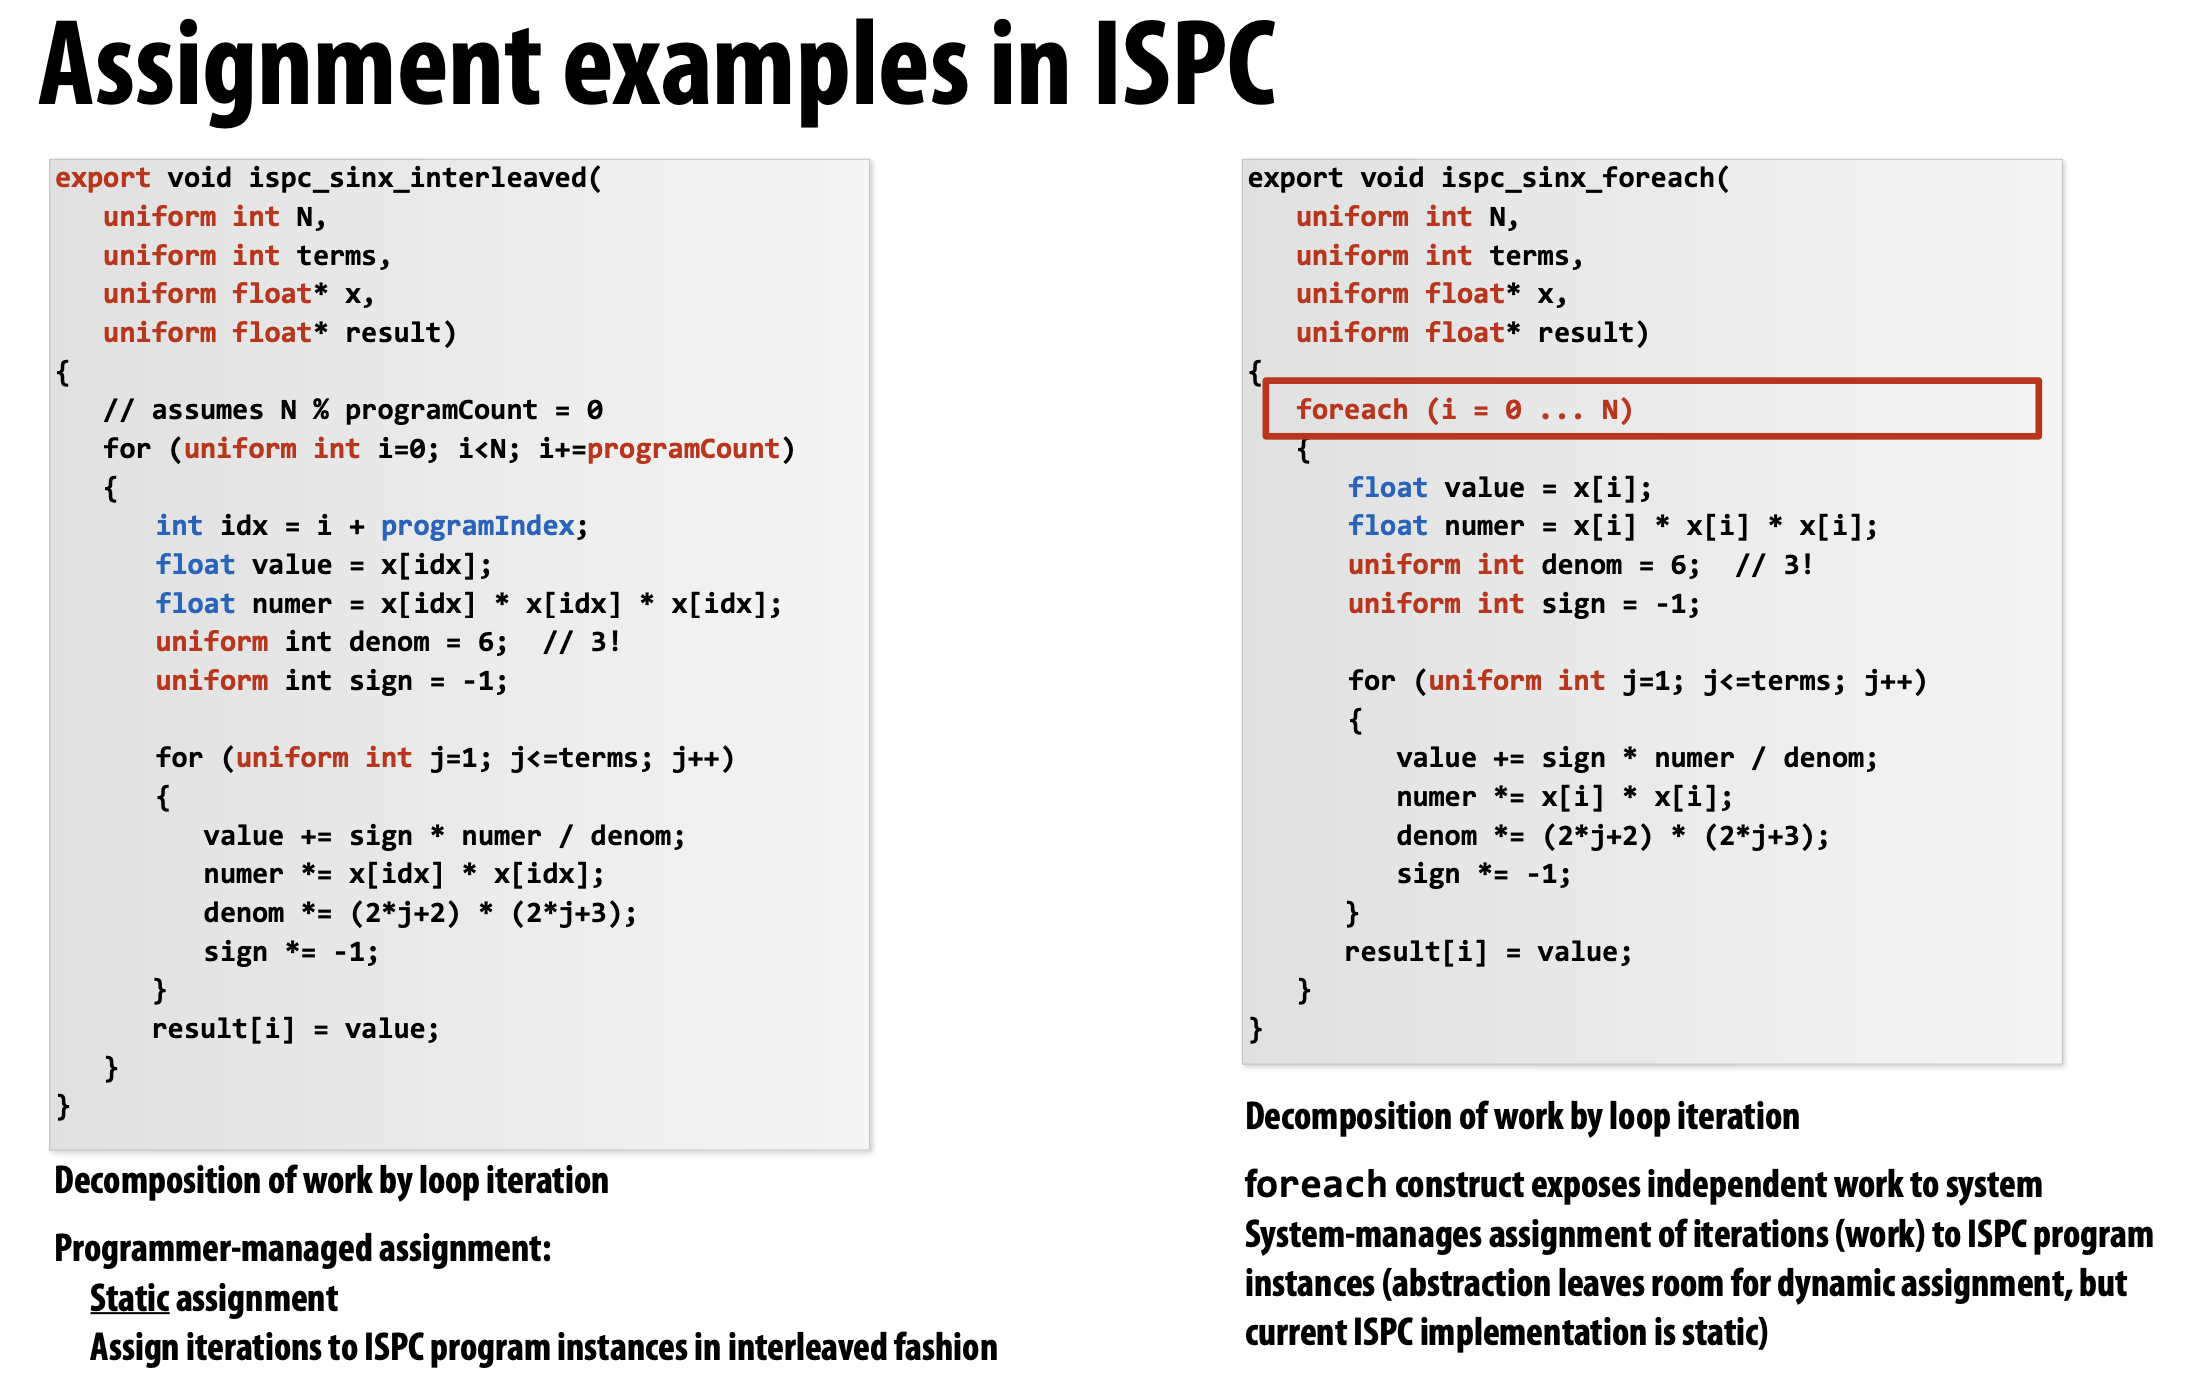 Assignment examples in ISPC
export void ispc_sinx_interleaved(
   uniform int N,
   uniform int terms,
   uniform float* x,
   uniform float* result)
{
   // assumes N % programCount = 0
   for (uniform int i=0; i<N; i+=programCount)
   {
      int idx = i + programIndex;
      float value = x[idx];
      float numer = x[idx] * x[idx] * x[idx];
      uniform int denom = 6;  // 3!
      uniform int sign = -1;

      for (uniform int j=1; j<=terms; j++)
      {
         value += sign * numer / denom;
         numer *= x[idx] * x[idx];
         denom *= (2*j+2) * (2*j+3);
         sign *= -1;
      }
      result[i] = value;
   }
}
Decomposition of work by loop iteration
Programmer-managed assignment:
Static assignment
Assign iterations to ISPC program instances in interleaved fashion
export void ispc_sinx_foreach(
   uniform int N,
   uniform int terms,
   uniform float* x,
   uniform float* result)
{
   foreach (i = 0 ... N)
   {
      float value = x[i];
      float numer = x[i] * x[i] * x[i];
      uniform int denom = 6;  // 3!
      uniform int sign = -1;

      for (uniform int j=1; j<=terms; j++)
      {
         value += sign * numer / denom;
         numer *= x[i] * x[i];
         denom *= (2*j+2) * (2*j+3);
         sign *= -1;
      }
      result[i] = value;
   }
}
Decomposition of work by loop iteration
foreach construct exposes independent work to system
System-manages assignment of iterations (work) to ISPC program
instances (abstraction leaves room for dynamic assignment, but
current ISPC implementation is static)